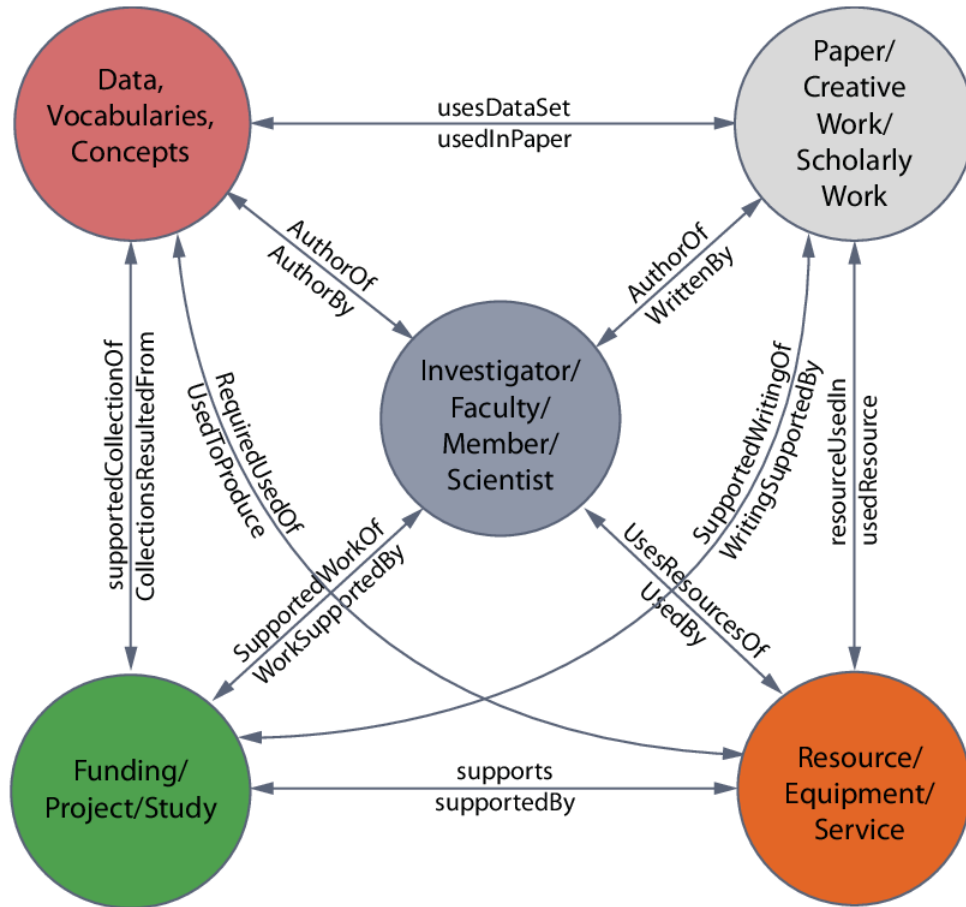 Data,
Vocabularies,
Concepts
usesDataSet
usedInPaper
Paper/
Creative
Work/
Scholarly
Work
AuthorOf
AuthorBy
AuthorOf
WrittenBy
Investigator/
Faculty/
Member/
Scientist
supportedCollectionOf
CollectionsResultedFrom
RequiredUsedOf
UsedToProduce
SupportedWritingOf
WritingSupportedBy
resourceUsedIn
usedResource
SupportedWorkOf
WorkSupportedBy
UsesResourcesOf
UsedBy
Funding/
Project/Study
supports
supportedBy
Resource/
Equipment/
Service